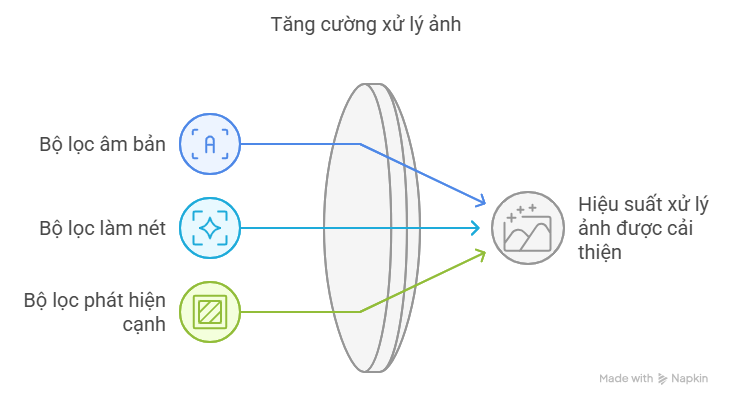 Tăng cường xử lý ảnh
Bộ lọc âm bản
A
Bộ lọc làm nét
Bộ lọc phát hiện
cạnh
Hiệu suất xử lý
ảnh được cải
thiện
Made with Napkin